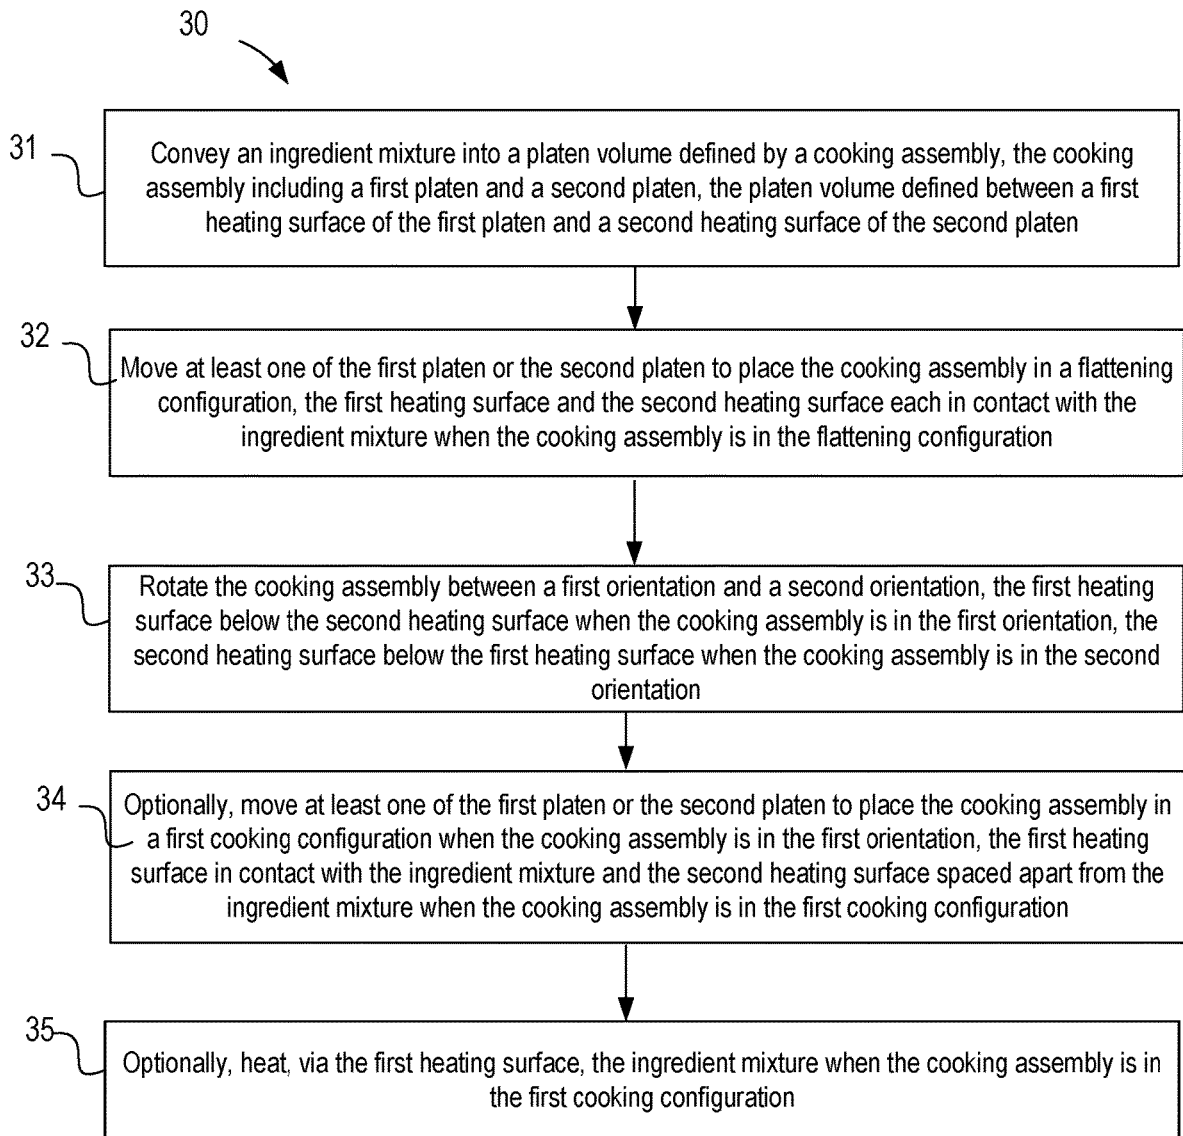 30
31
Convey an ingredient mixture into a platen volume defined by a cooking assembly, the cooking
assembly including a first platen and a second platen, the platen volume defined between a first
heating surface of the first platen and a second heating surface of the second platen
32
Move at least one of the first platen or the second platen to place the cooking assembly in a flattening
configuration, the first heating surface and the second heating surface each in contact with the
ingredient mixture when the cooking assembly is in the flattening configuration
33
Rotate the cooking assembly between a first orientation and a second orientation, the first heating
surface below the second heating surface when the cooking assembly is in the first orientation, the
second heating surface below the first heating surface when the cooking assembly is in the second
orientation
34
Optionally, move at least one of the first platen or the second platen to place the cooking assembly in
a first cooking configuration when the cooking assembly is in the first orientation, the first heating
surface in contact with the ingredient mixture and the second heating surface spaced apart from the
ingredient mixture when the cooking assembly is in the first cooking configuration
35
Optionally, heat, via the first heating surface, the ingredient mixture when the cooking assembly is in
the first cooking configuration